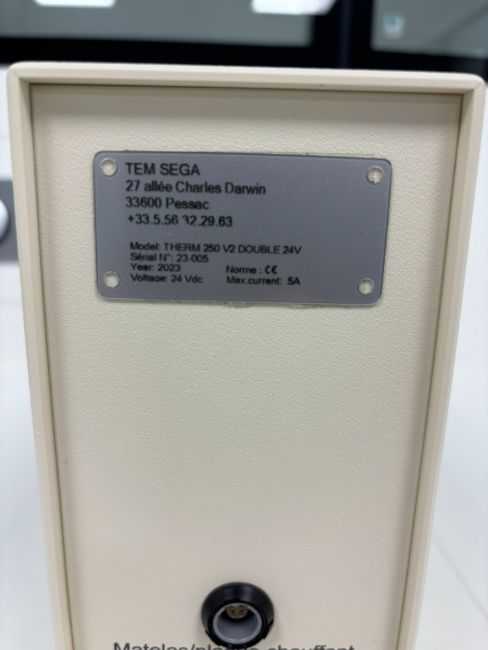 TEM SEGA
27 allée Charles Darwin
33600 Pessac
+33.5.56.32.29.63
Model: THERM 250 V2 DOUBLE 24V
Sérial N°: 23-005
Year: 2023 Norme : CE
Voltage: 24 Vdc Max.current: 5A
chauffant